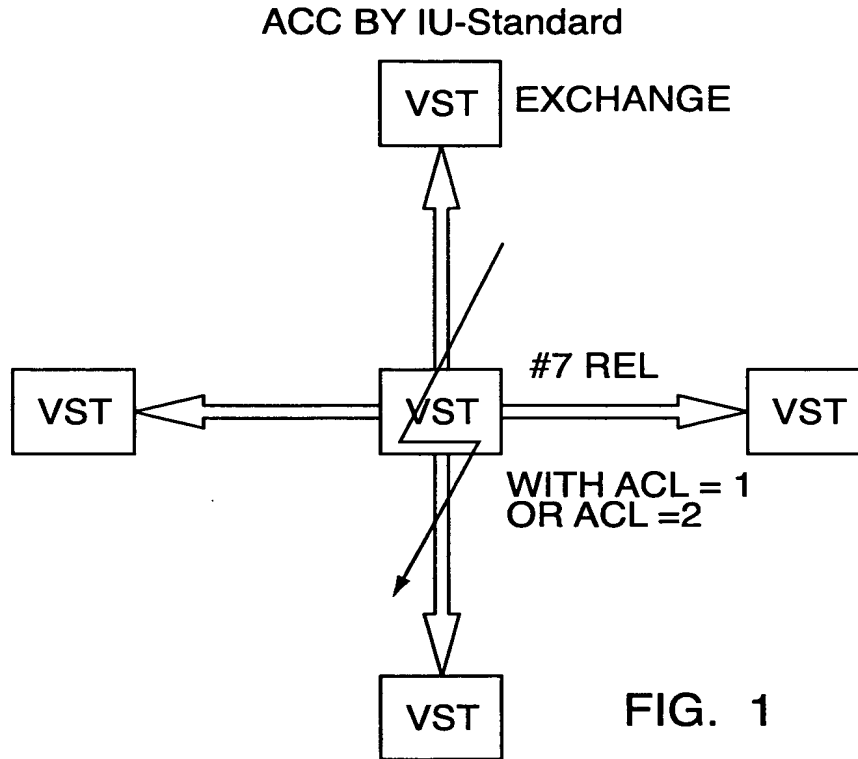 ACC BY IU-Standard
VST EXCHANGE
#7 REL
VST VST VST
WITH ACL = 1
OR ACL =2
VST
FIG. 1